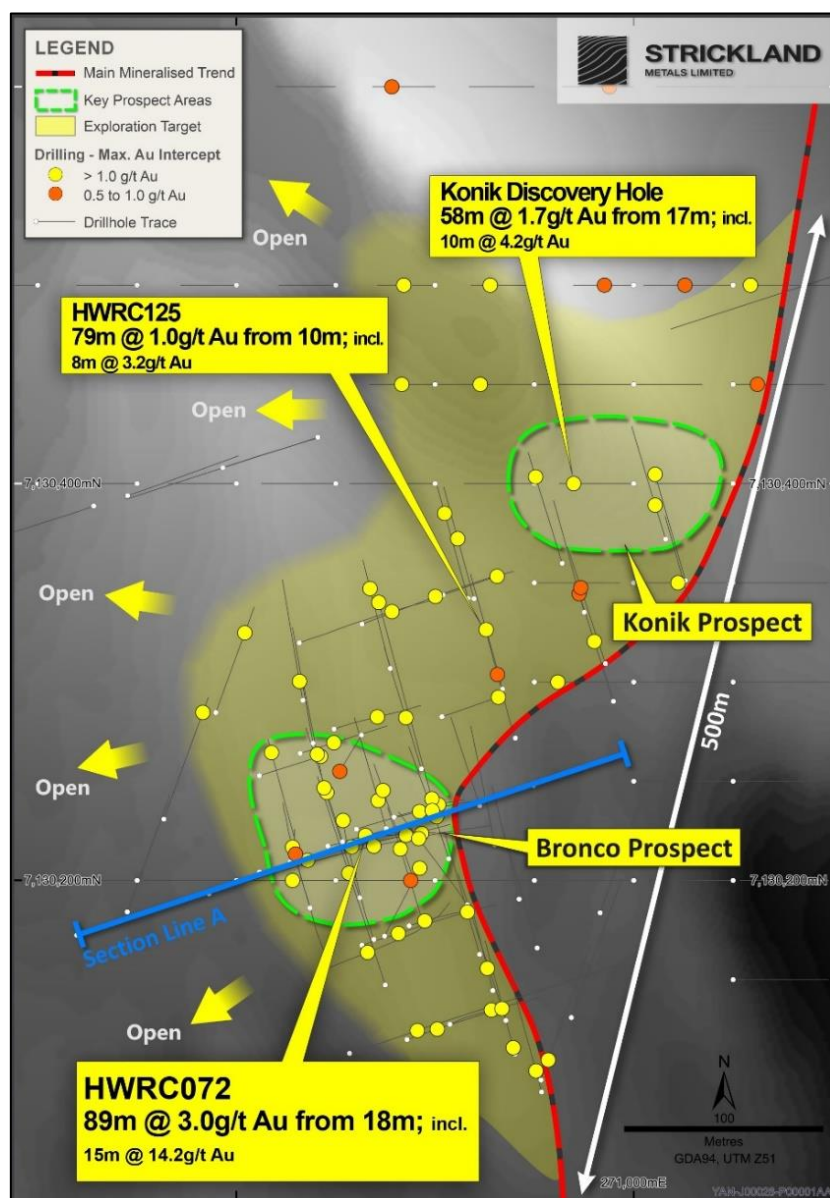 LEGEND
Main Mineralised Trend
Key Prospect Areas
Exploration Target
Drilling - Max. Au Intercept
> 1.0 g/t Au
0.5 to 1.0 g/t Au
Drillhole Trace
STRICKLAND
METALS LIMITED
Open
Konik Discovery Hole
58m @ 1.7g/t Au from 17m; incl.
10m @ 4.2g/t Au
HWRC125
79m @ 1.0g/t Au from 10m; incl.
8m @ 3.2g/t Au
Open
7,130,400mN
7,130,400mN
Open
Konik Prospect
500m
Open
Bronco Prospect
7,130,200mN
7,130,200mN
Section Line A
Open
HWRC072
89m @ 3.0g/t Au from 18m; incl.
15m @ 14.2g/t Au
N
100
Metres
GDA94, UTM Z51
271,000mE